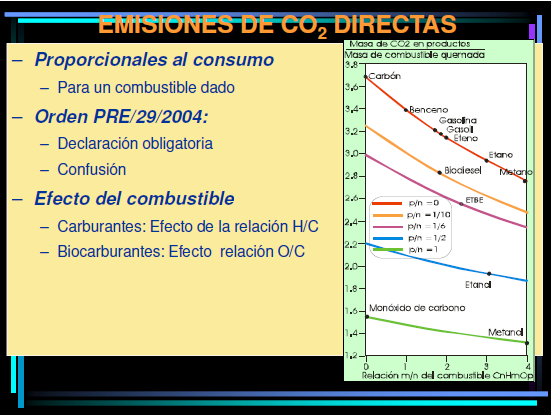 EMISIONES DE CO2 DIRECTAS
– Proporcionales al consumo
– Para un combustible dado
– Orden PRE/29/2004:
– Declaración obligatoria
– Confusión
– Efecto del combustible
– Carburantes: Efecto de la relación H/C
– Biocarburantes: Efecto relación O/C
Masa de CO2 en productos
Masa de combustible quemada
3,8
Carbón
3,6
3,4
Benceno
Gasolina
3,2
Gasoil
Eteno
3,0
Etano
2,8
Biodiesel
Metano
2,6
ETBE
p/n =0
p/n =1/10
2,4
p/n =1/6
p/n =1/2
2,2
p/n =1
2,0
Etanol
1,8
Monóxido de carbono
1,6
1,4
Metanol
1,2
0 1 2 3 4
Relación m/n del combustible CnHmOp